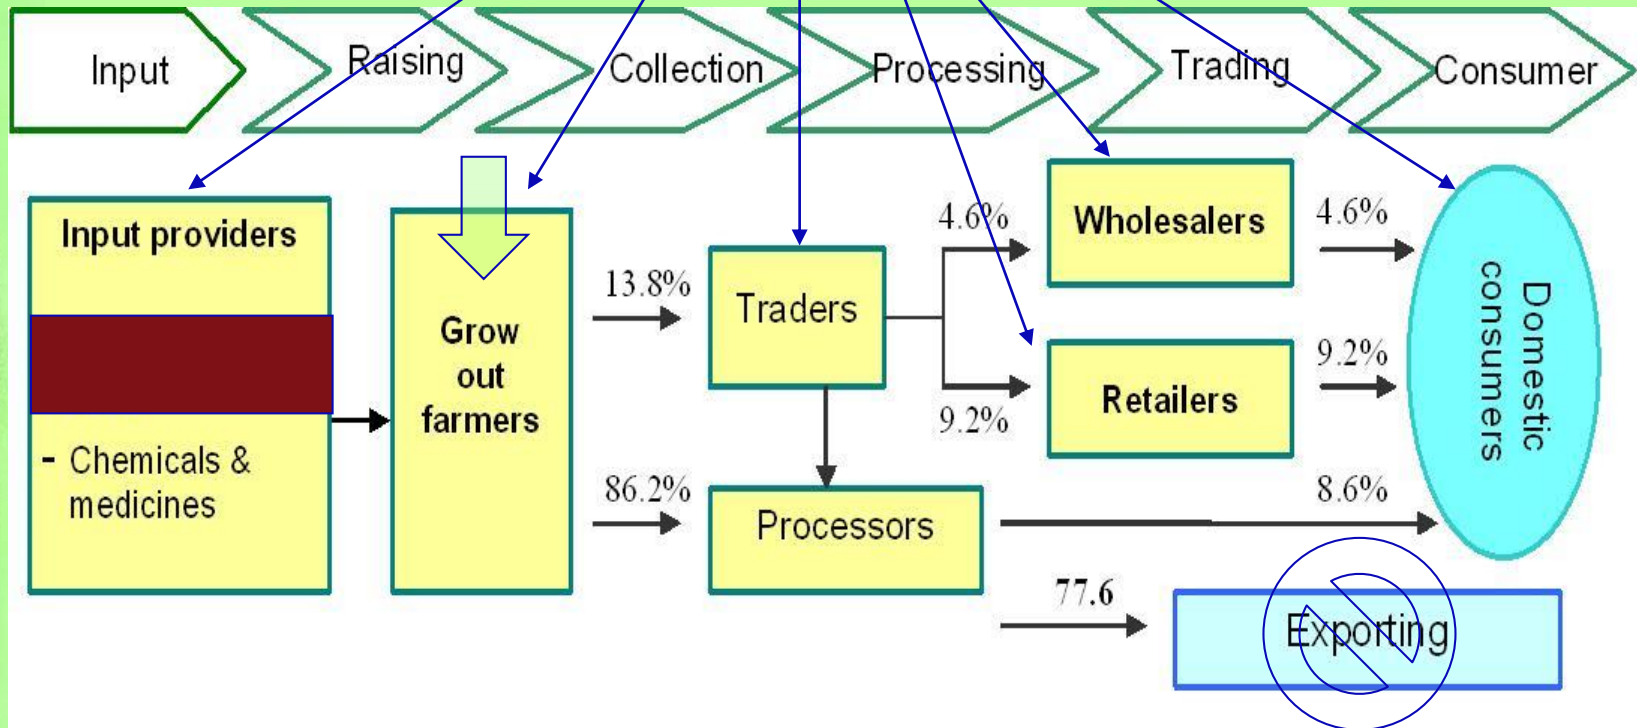 Input
Raising
Collection
Processing
Trading
Consumer
Input providers
- Chemicals &
medicines
Grow
out
farmers
13.8%
86.2%
Traders
Processors
4.6%
9.2%
Wholesalers
Retailers
4.6%
9.2%
8.6%
77.6
Domestic
consumers
Exporting